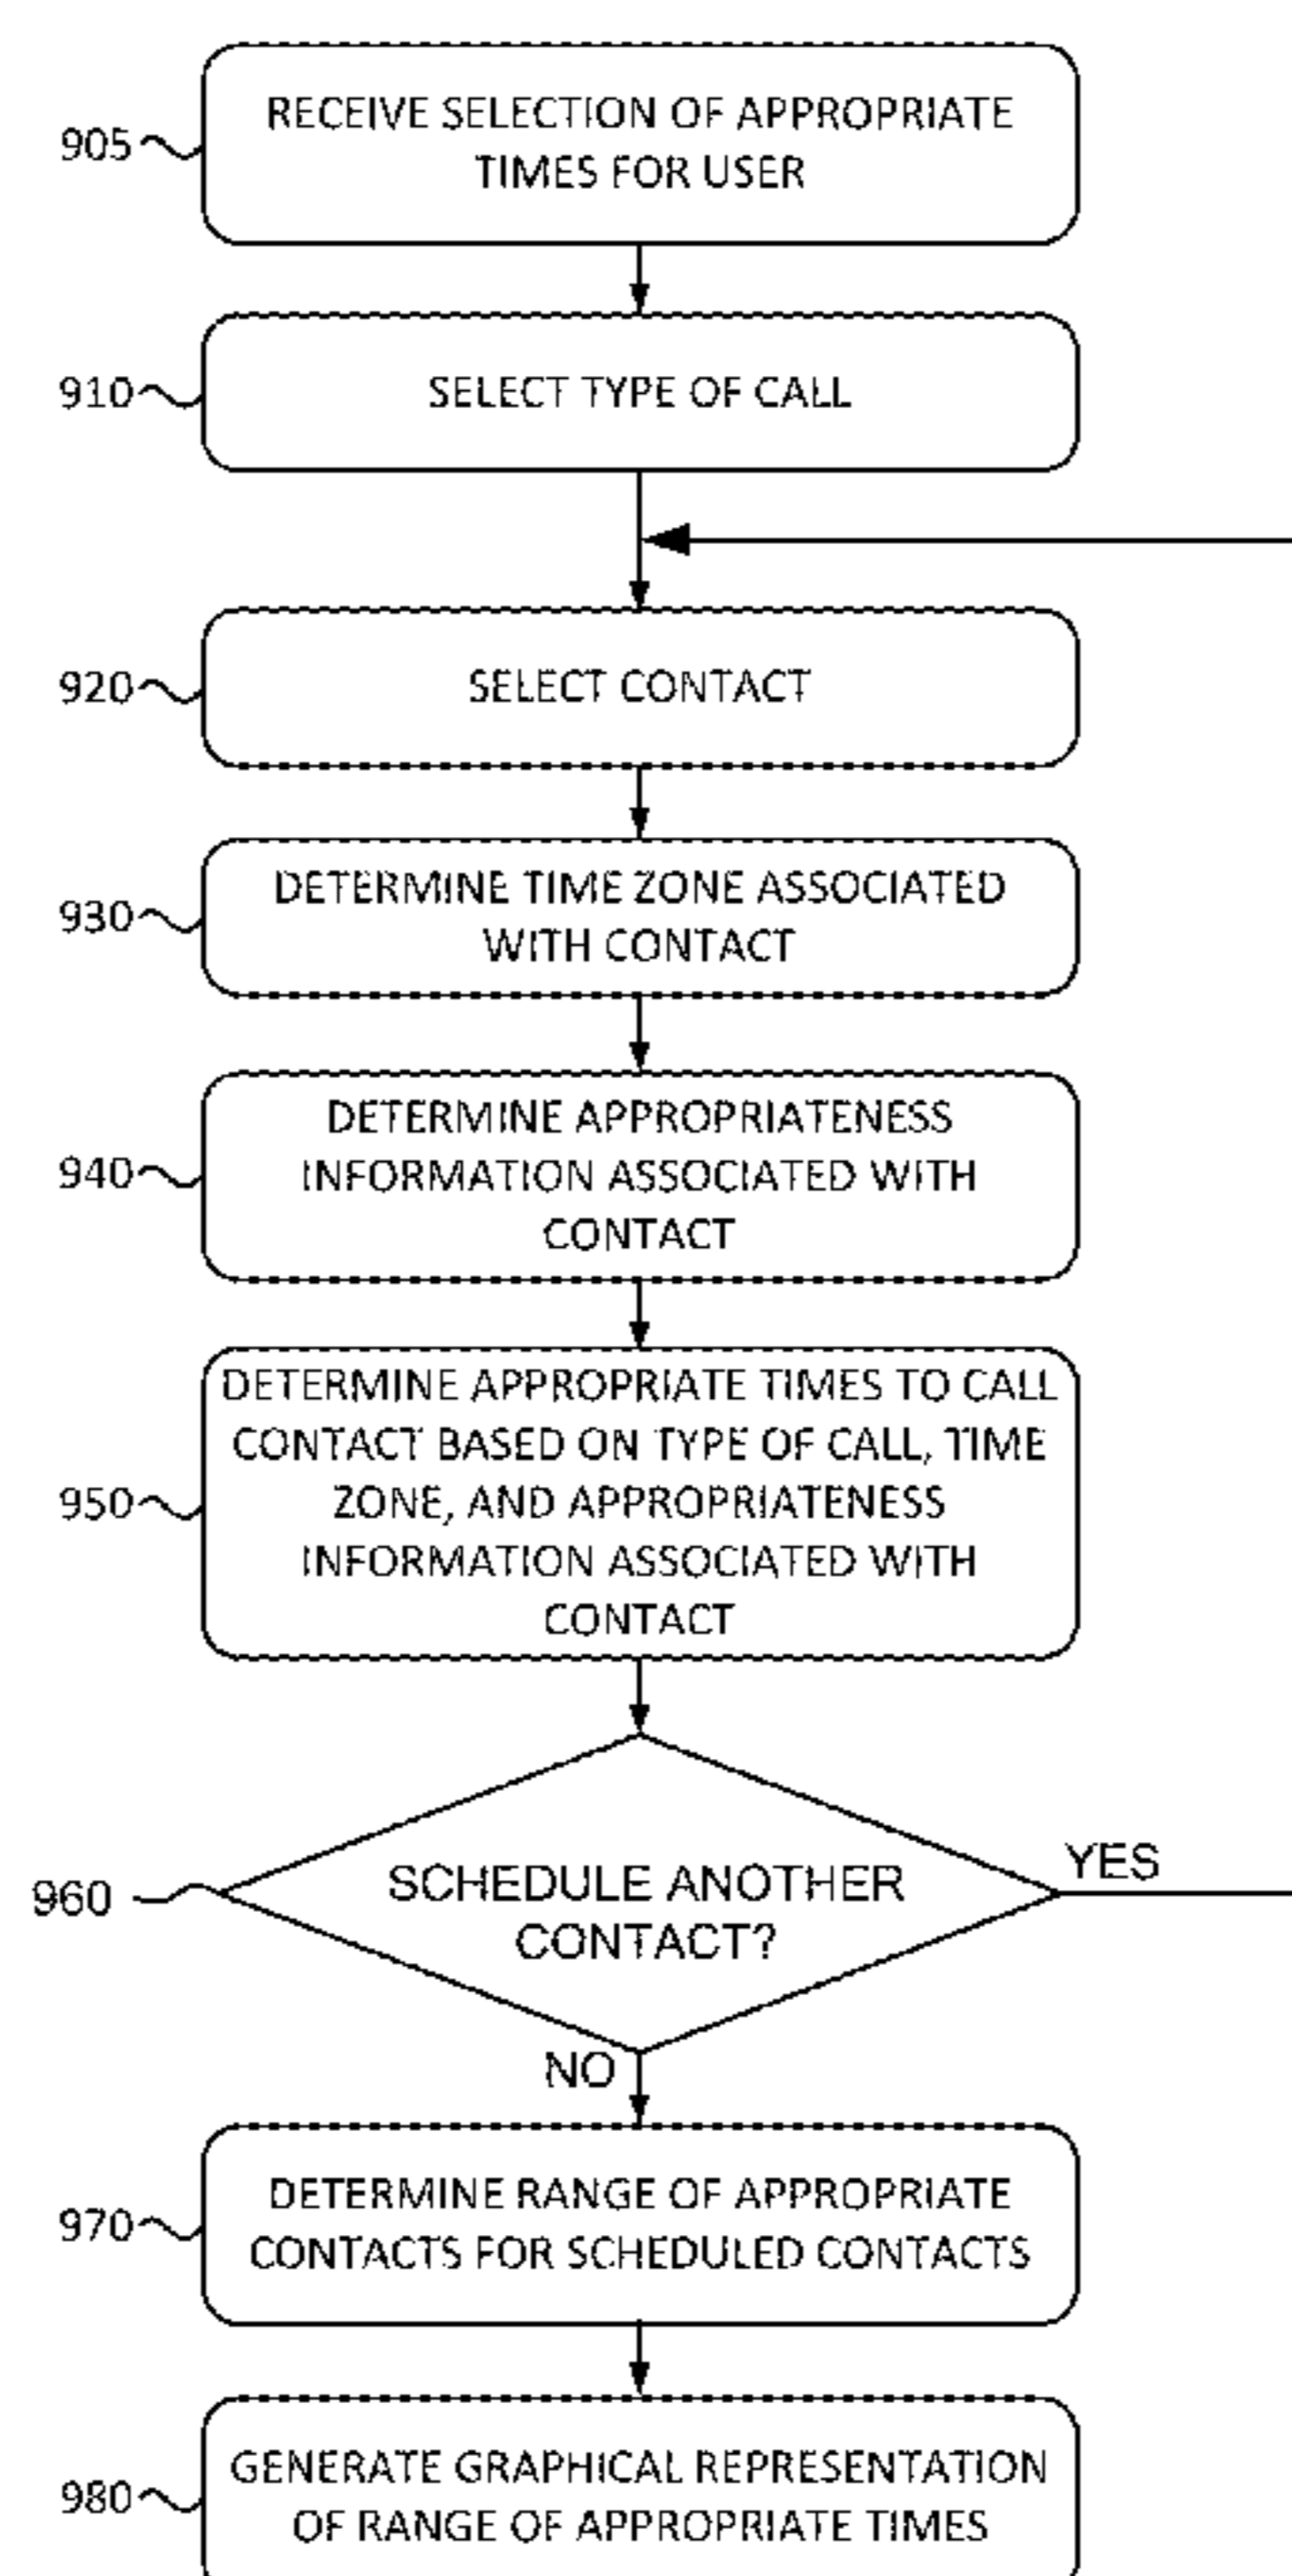 905
RECEIVE SELECTION OF APPROPRIATE
TIMES FOR USER
910
SELECT TYPE OF CALL
920
SELECT CONTACT
930
DETERMINE TIME ZONE ASSOCIATED
WITH CONTACT
940
DETERMINE APPROPRIATENESS
INFORMATION ASSOCIATED WITH
CONTACT
950
DETERMINE APPROPRIATE TIMES TO CALL
CONTACT BASED ON TYPE OF CALL, TIME
ZONE, AND APPROPRIATENESS
INFORMATION ASSOCIATED WITH
CONTACT
960
SCHEDULE ANOTHER
CONTACT?
YES
NO
970
DETERMINE RANGE OF APPROPRIATE
CONTACTS FOR SCHEDULED CONTACTS
980
GENERATE GRAPHICAL REPRESENTATION
OF RANGE OF APPROPRIATE TIMES